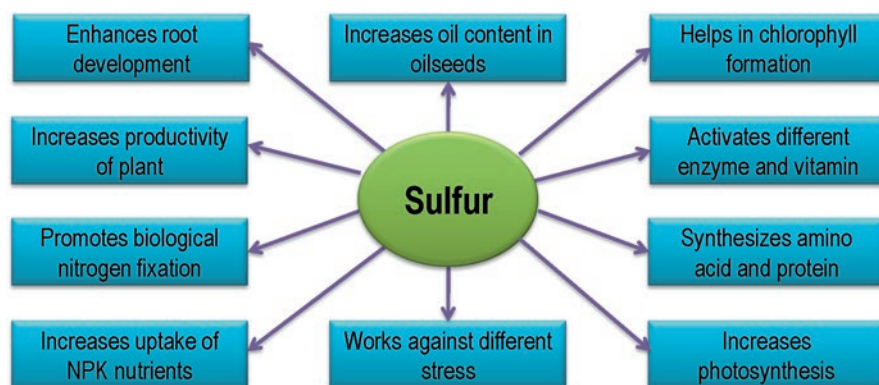 Enhances root
development
Increases oil content in
oilseeds
Helps in chlorophyll
formation
Increases productivity
of plant
Activates different
enzyme and vitamin
Sulfur
Promotes biological
nitrogen fixation
Synthesizes amino
acid and protein
Increases uptake of
NPK nutrients
Works against different
stress
Increases
photosynthesis